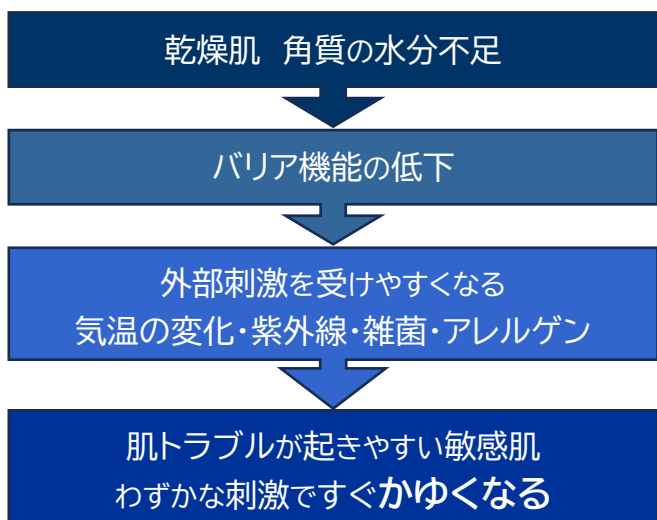 乾燥肌　角質の水分不足
バリア機能の低下
外部刺激を受けやすくなる
気温の変化・紫外線・雑菌・アレルゲン
肌トラブルが起きやすい敏感肌
わずかな刺激ですぐかゆくなる